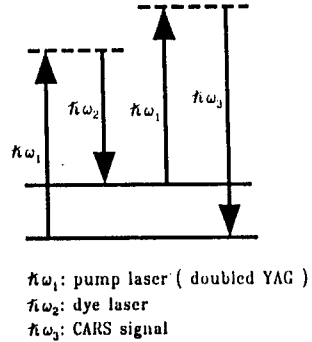 ħω₁ ħω₂ ħω₁ ħω₃
ħω₁: pump laser ( doubled YAG )
ħω₂: dye laser
ħω₃: CARS signal